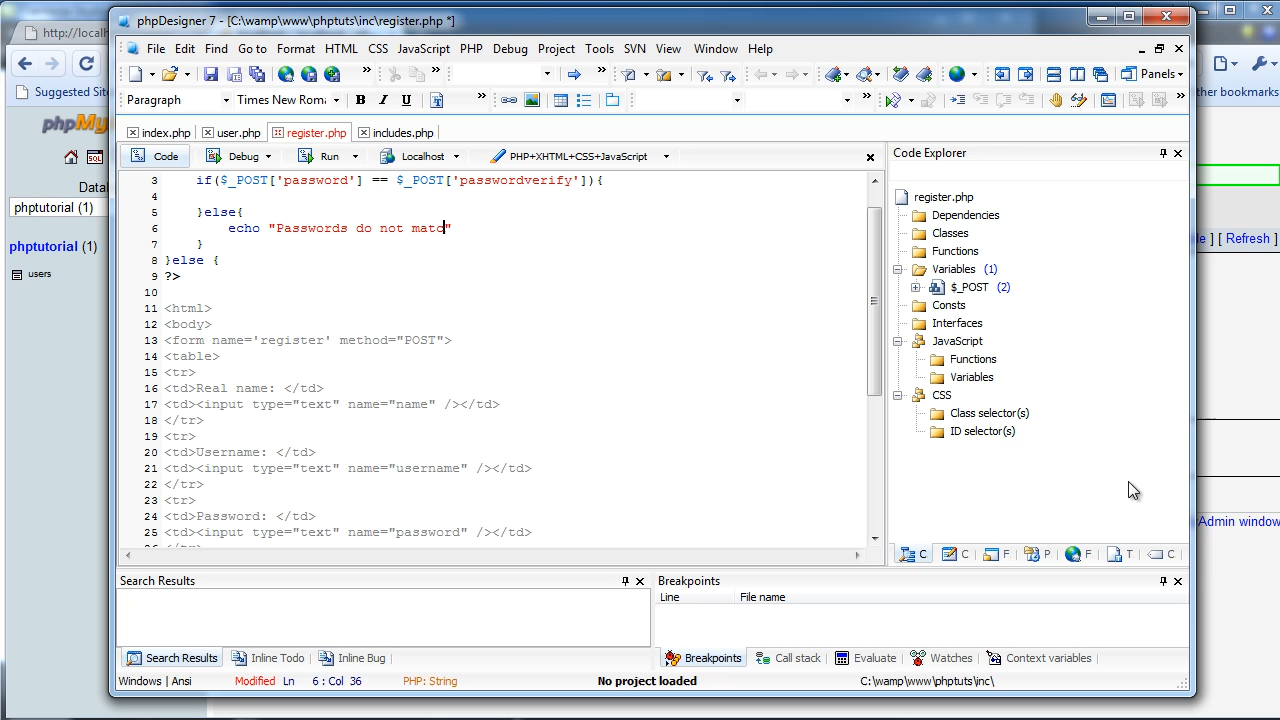 phpDesigner 7 - [C:\wamp\www\phptuts\inc\register.php *]
http://localh
File Edit Find Go to Format HTML CSS JavaScript PHP Debug Project Tools SVN View Window Help
Suggested Sit
Panels
ther bookmarks
Paragraph Times New Rom: B I U
phpMy
index.php user.php register.php includes.php
Code Debug Run Localhost PHP+XHTML+CSS+JavaScript
Code Explorer
Datal
phptutorial (1)
phptutorial (1)
users
3 if($_POST['password'] == $_POST['passwordverify']){
4
5 }else{
6 echo "Passwords do not matc"
7 }
8 }else {
9 ?>
10
11 <html>
12 <body>
13 <form name='register' method="POST">
14 <table>
15 <tr>
16 <td>Real name: </td>
17 <td><input type="text" name="name" /></td>
18 </tr>
19 <tr>
20 <td>Username: </td>
21 <td><input type="text" name="username" /></td>
22 </tr>
23 <tr>
24 <td>Password: </td>
25 <td><input type="text" name="password" /></td>
register.php
Dependencies
Classes
Functions
Variables (1)
$_POST (2)
Consts
Interfaces
JavaScript
Functions
Variables
CSS
Class selector(s)
ID selector(s)
] [ Refresh ]
Admin window
C C F P F T C
Search Results
Breakpoints
Line File name
Search Results Inline Todo Inline Bug
Breakpoints Call stack Evaluate Watches Context variables
Windows | Ansi Modified Ln 6 : Col 36 PHP: String No project loaded C:\wamp\www\phptuts\inc\